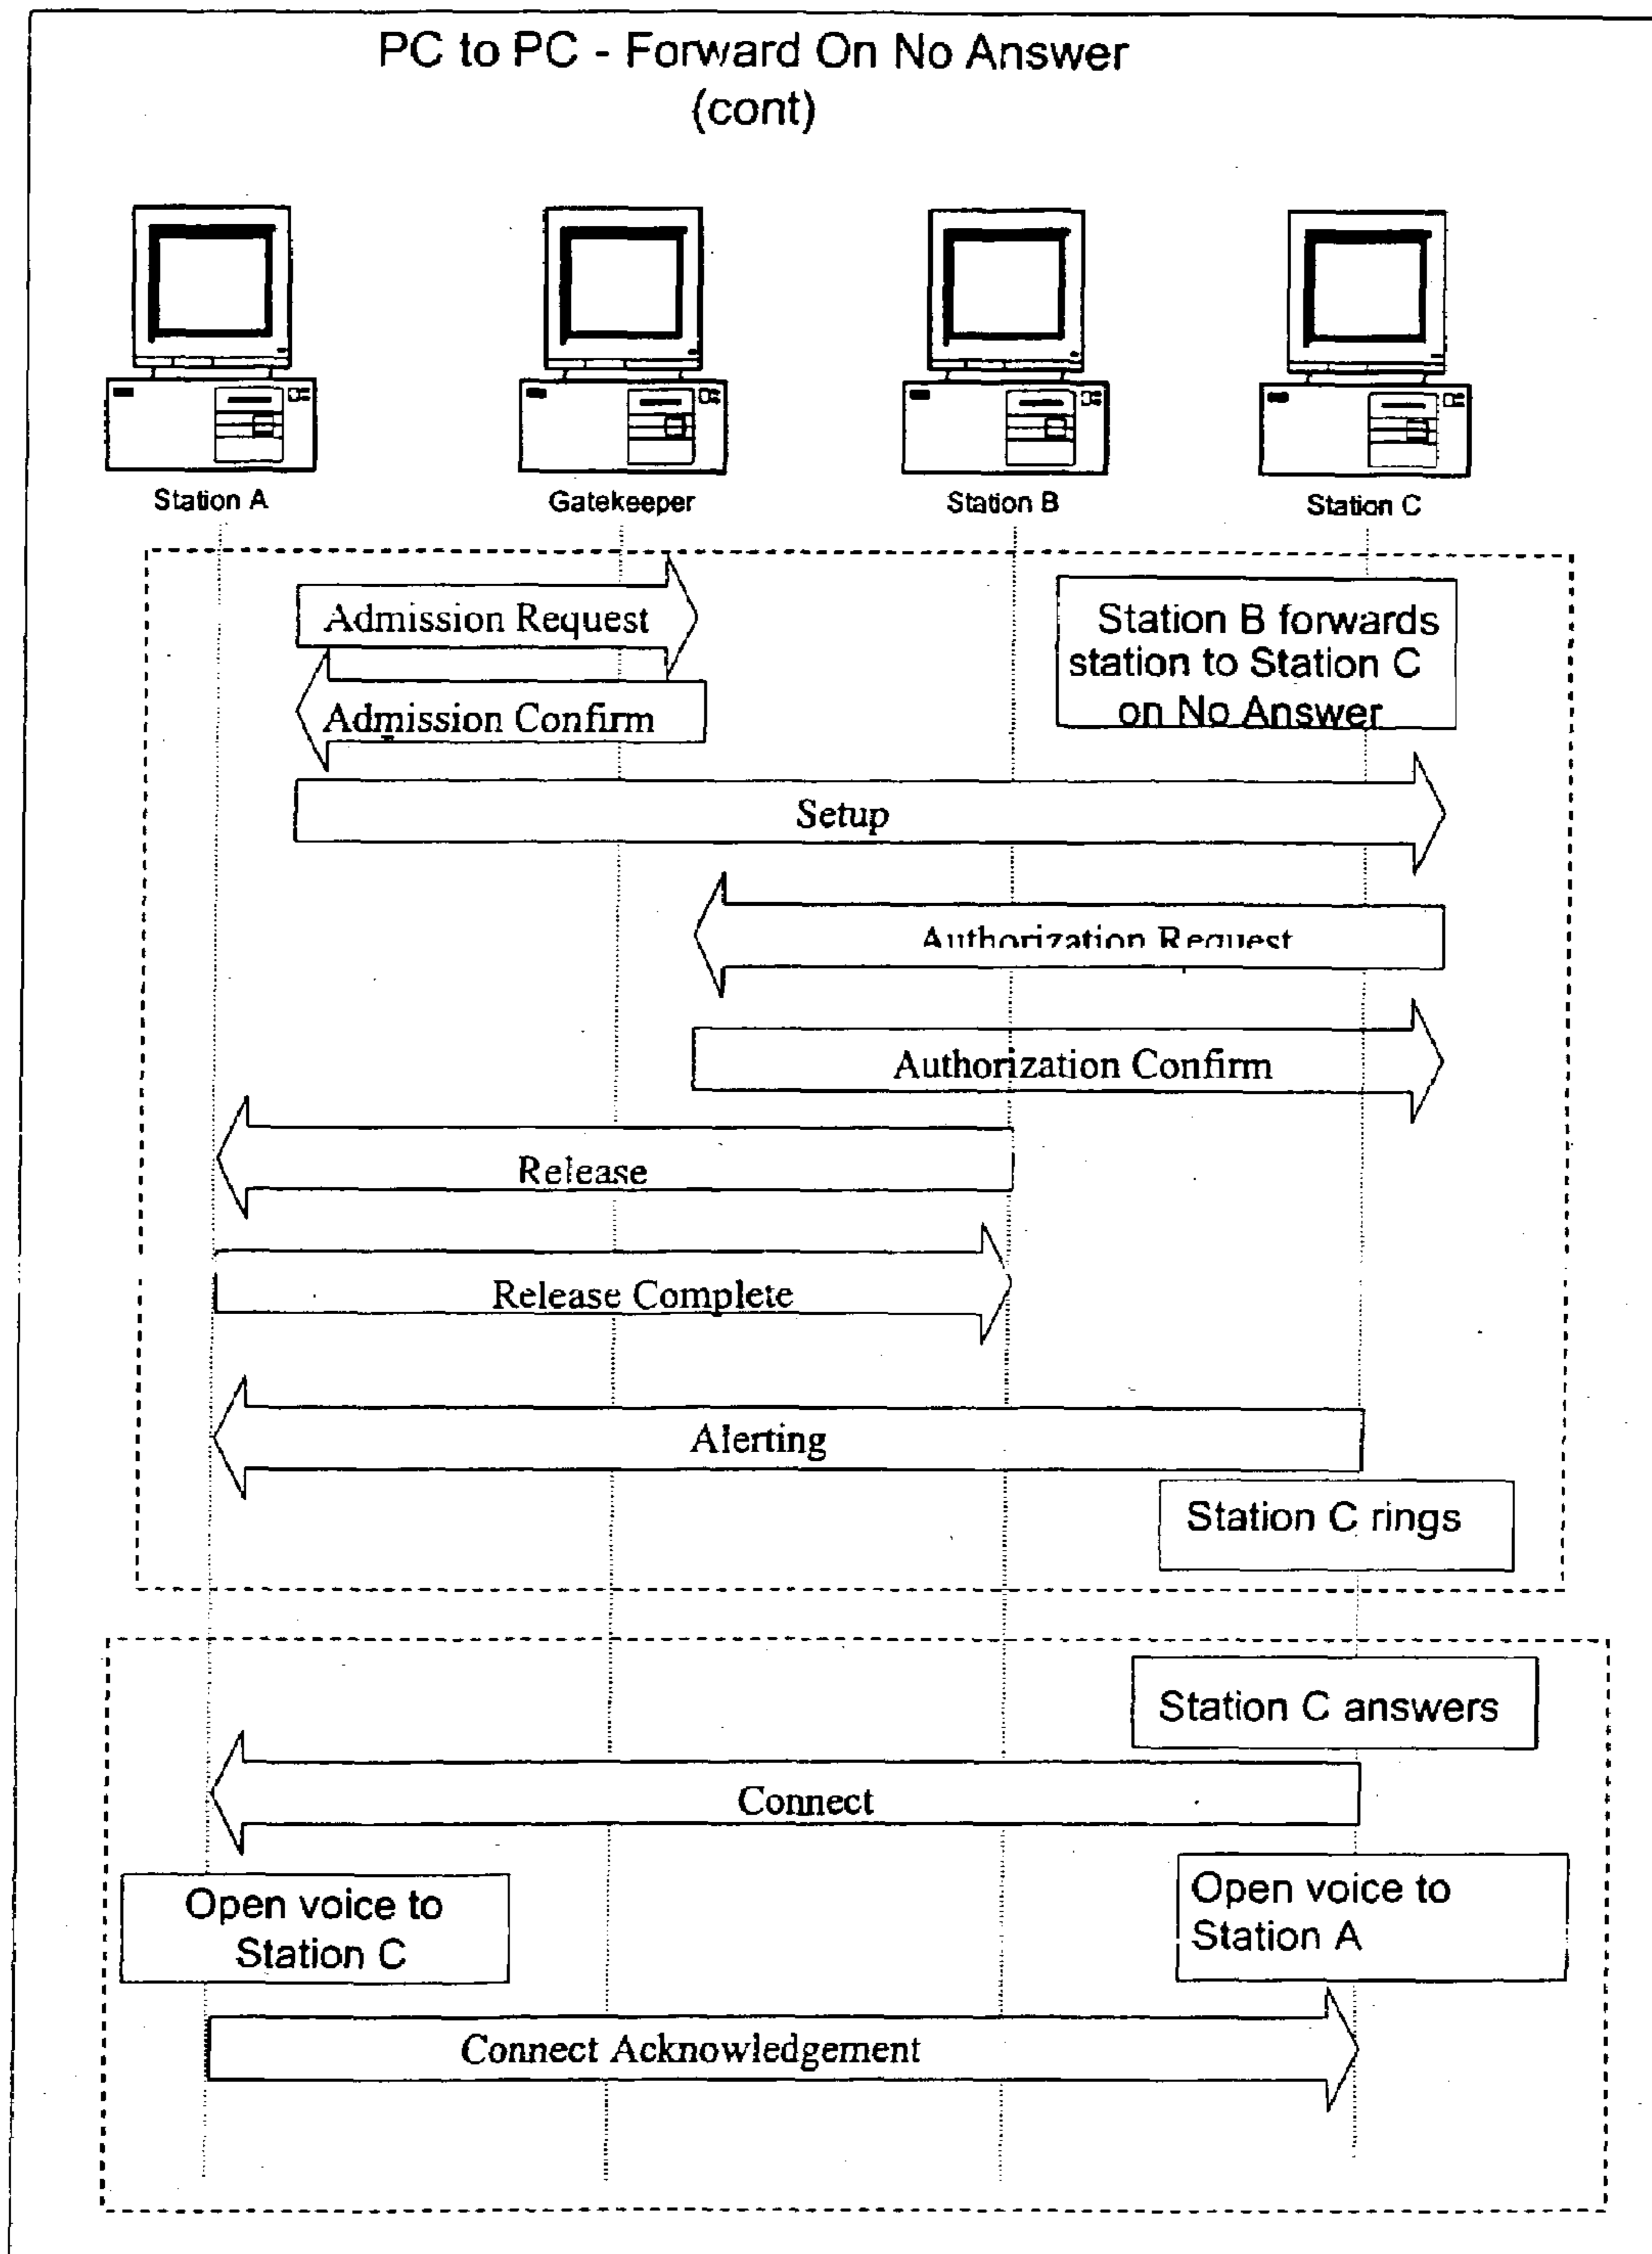 PC to PC - Forward On No Answer
(cont)
Station A
Gatekeeper
Station B
Station C
Admission Request
Station B forwards
station to Station C
on No Answer
Admission Confirm
Setup
Authorization Request
Authorization Confirm
Release
Release Complete
Alerting
Station C rings
Station C answers
Connect
Open voice to
Station C
Open voice to
Station A
Connect Acknowledgement